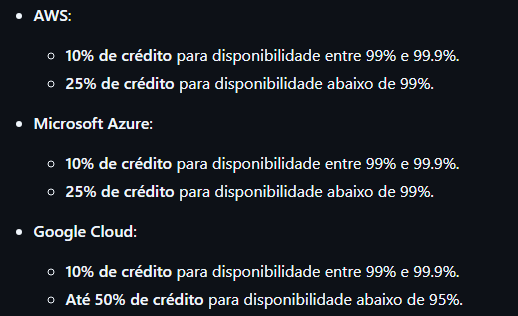 AWS:
10% de crédito para disponibilidade entre 99% e 99.9%.
25% de crédito para disponibilidade abaixo de 99%.
Microsoft Azure:
10% de crédito para disponibilidade entre 99% e 99.9%.
25% de crédito para disponibilidade abaixo de 99%.
Google Cloud:
10% de crédito para disponibilidade entre 99% e 99.9%.
Até 50% de crédito para disponibilidade abaixo de 95%.